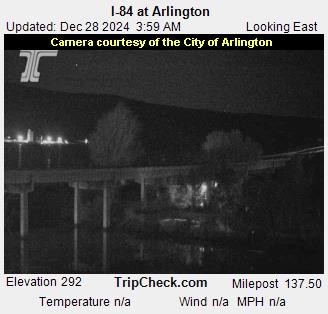 I-84 at Arlington
Updated: Dec 28 2024 3:59 AM Looking East
Camera courtesy of the City of Arlington
Elevation 292 TripCheck.com Milepost 137.50
Temperature n/a Wind n/a MPH n/a